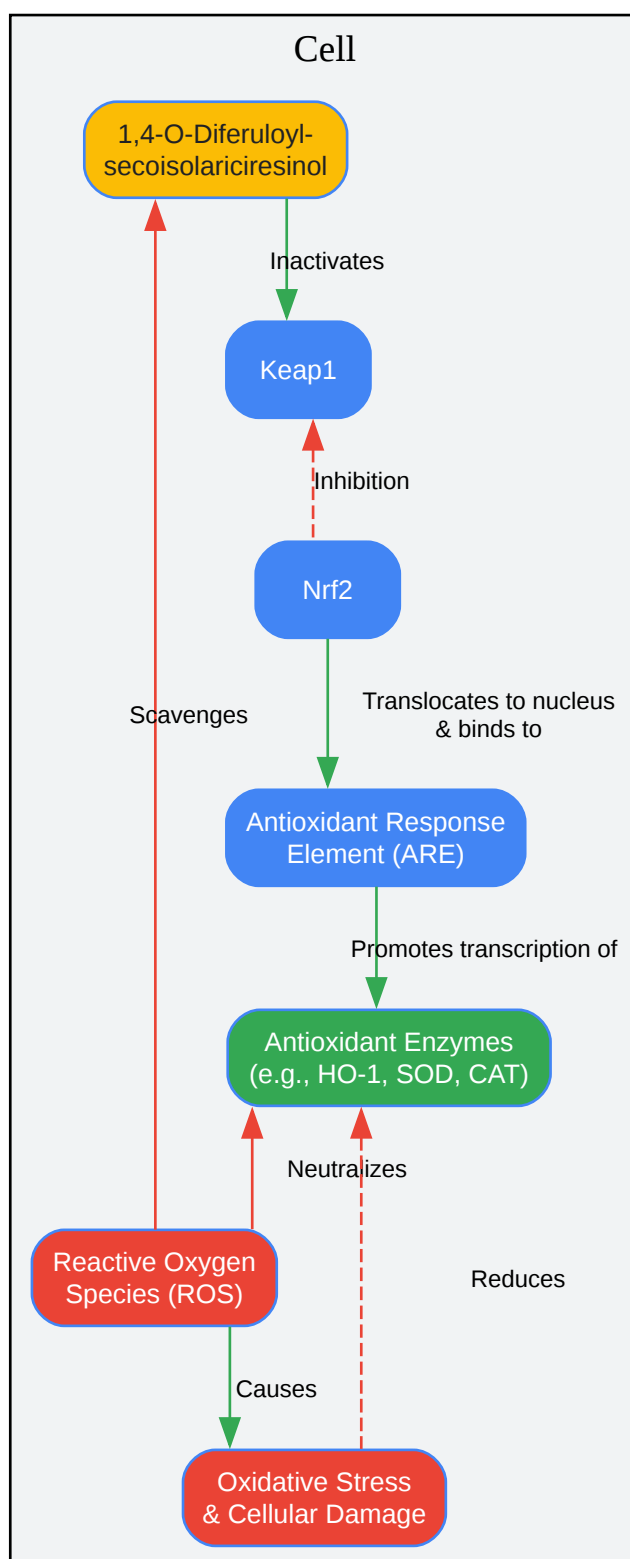 Cell
1,4-O-Diferuloyl-
secoisolariciresinol
Inactivates
Keap1
Inhibition
Nrf2
Scavenges
Translocates to nucleus
& binds to
Antioxidant Response
Element (ARE)
Promotes transcription of
Antioxidant Enzymes
(e.g., HO-1, SOD, CAT)
Neutralizes
Reactive Oxygen
Species (ROS)
Reduces
Causes
Oxidative Stress
& Cellular Damage